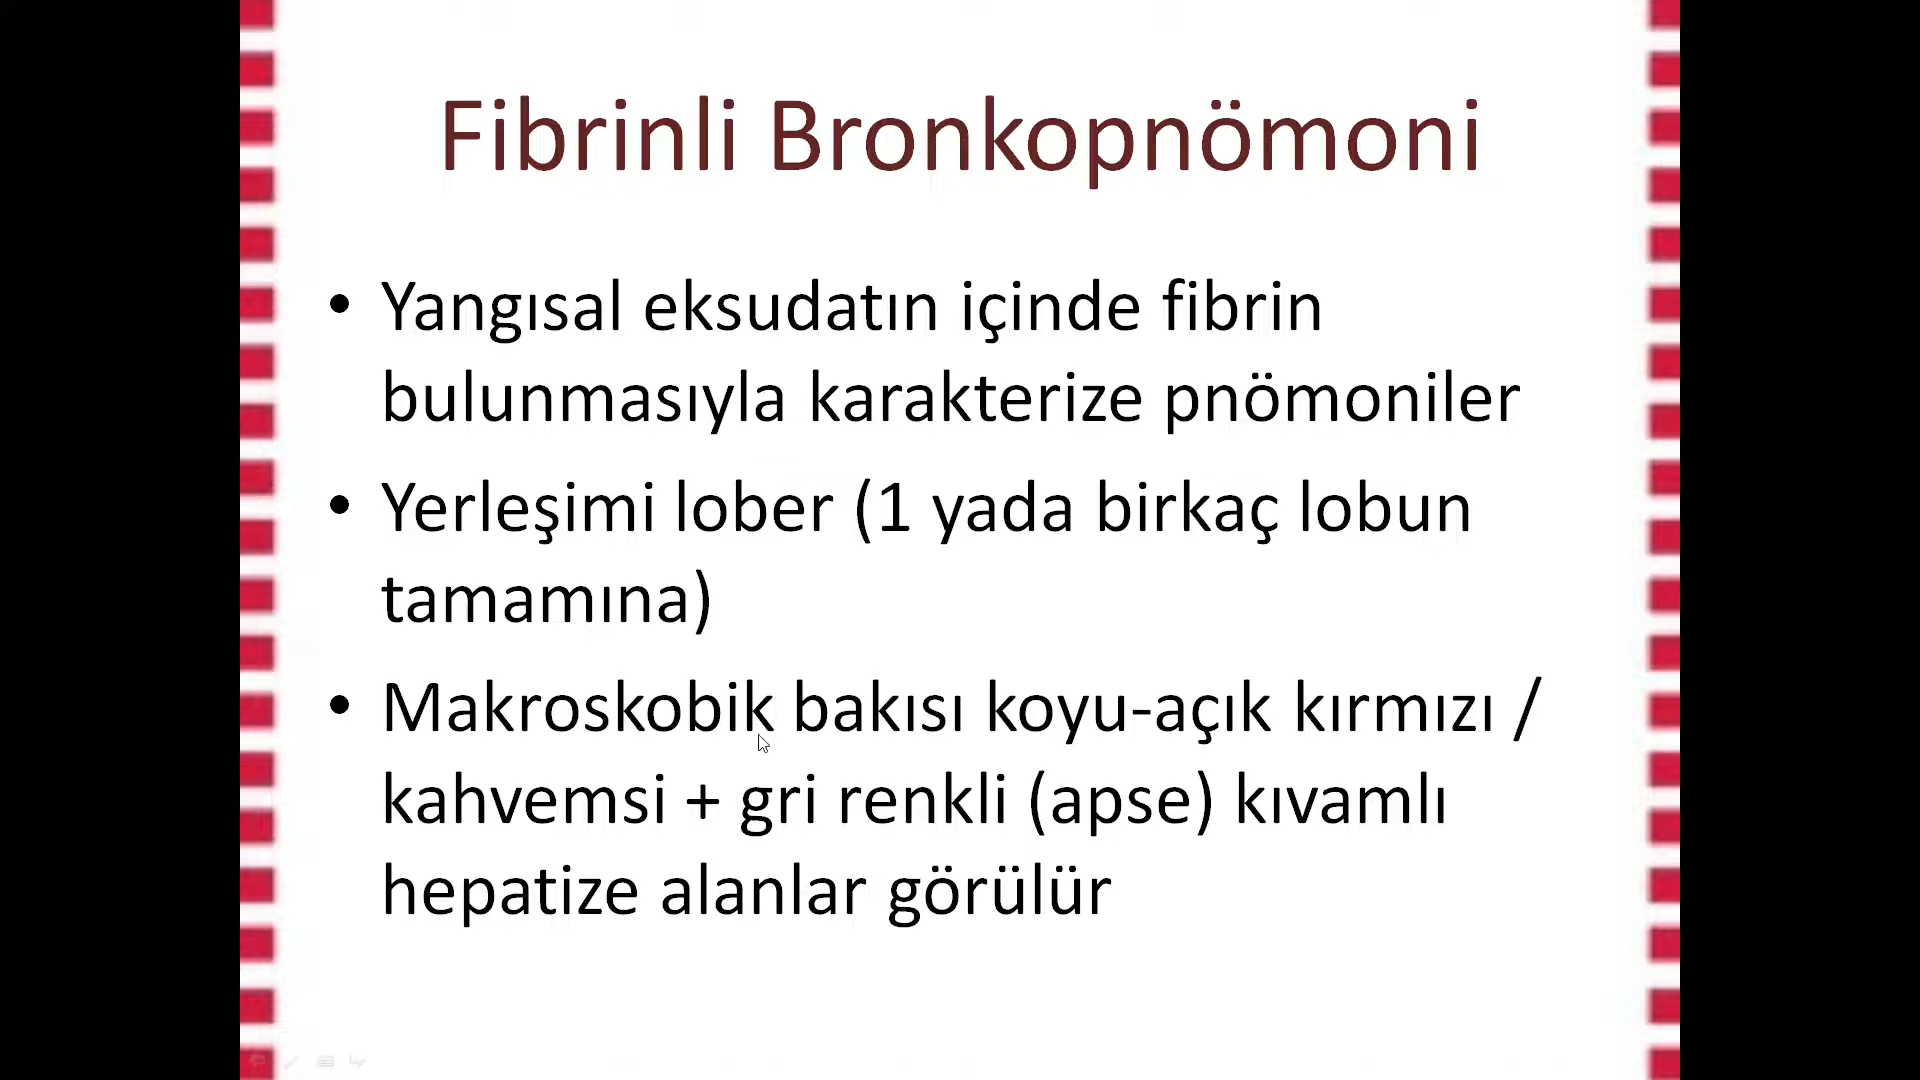 Fibrinli Bronkopnömoni
• Yangısal eksudatın içinde fibrin
bulunmasıyla karakterize pnömoniler
• Yerleşimi lober (1 yada birkaç lobun
tamamına)
• Makroskobik bakısı koyu-açık kırmızı /
kahvemsi + gri renkli (apse) kıvamlı
hepatize alanlar görülür